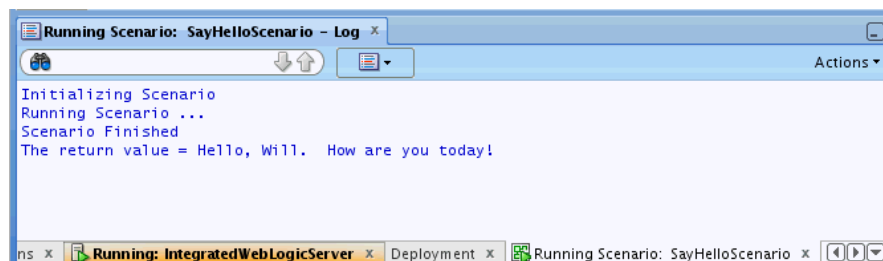 Running Scenario: SayHelloScenario – Log x
Actions
Initializing Scenario
Running Scenario ...
Scenario Finished
The return value = Hello, Will.  How are you today!
ns x Running: IntegratedWebLogicServer x Deployment x Running Scenario: SayHelloScenario x